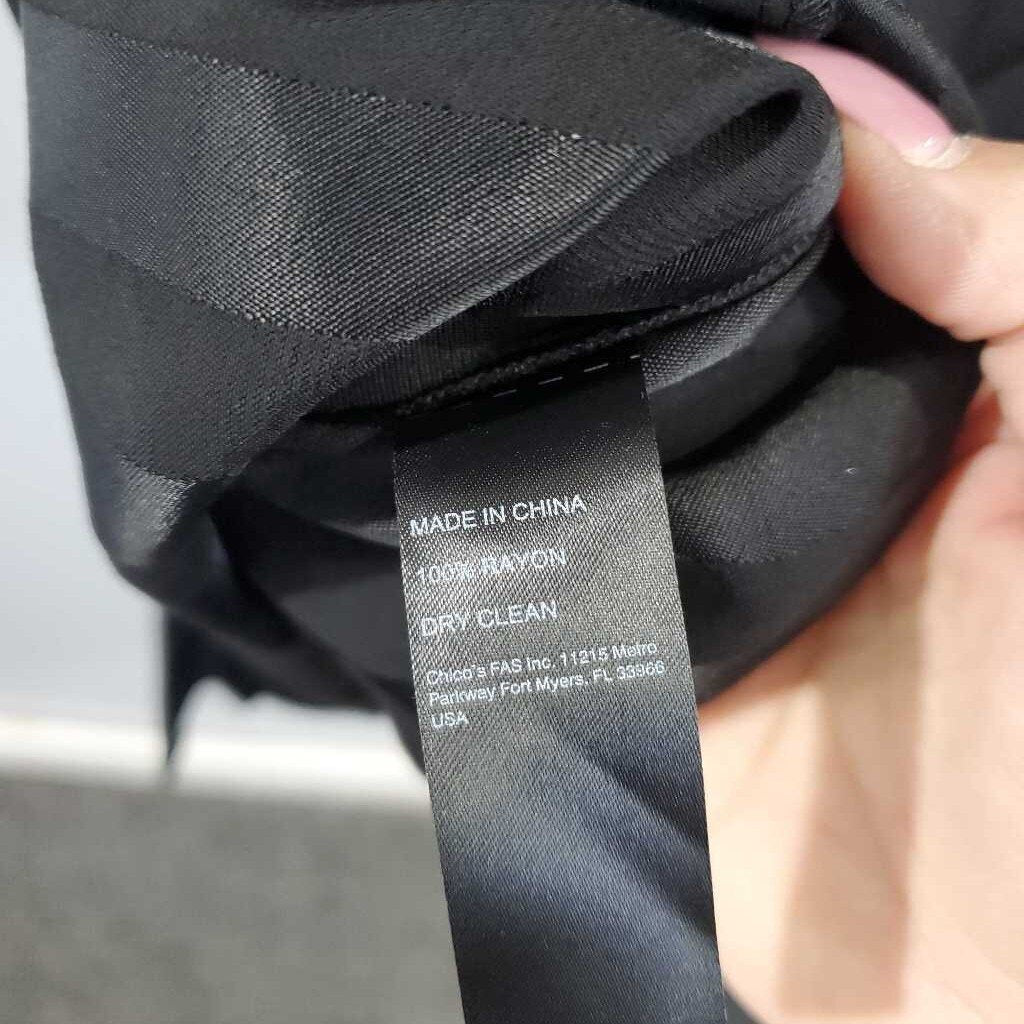 MADE IN CHINA
100% RAYON
DRY CLEAN
Chico's FAS Inc. 11215 Metro
Parkway Fort Myers, FL 33966
USA